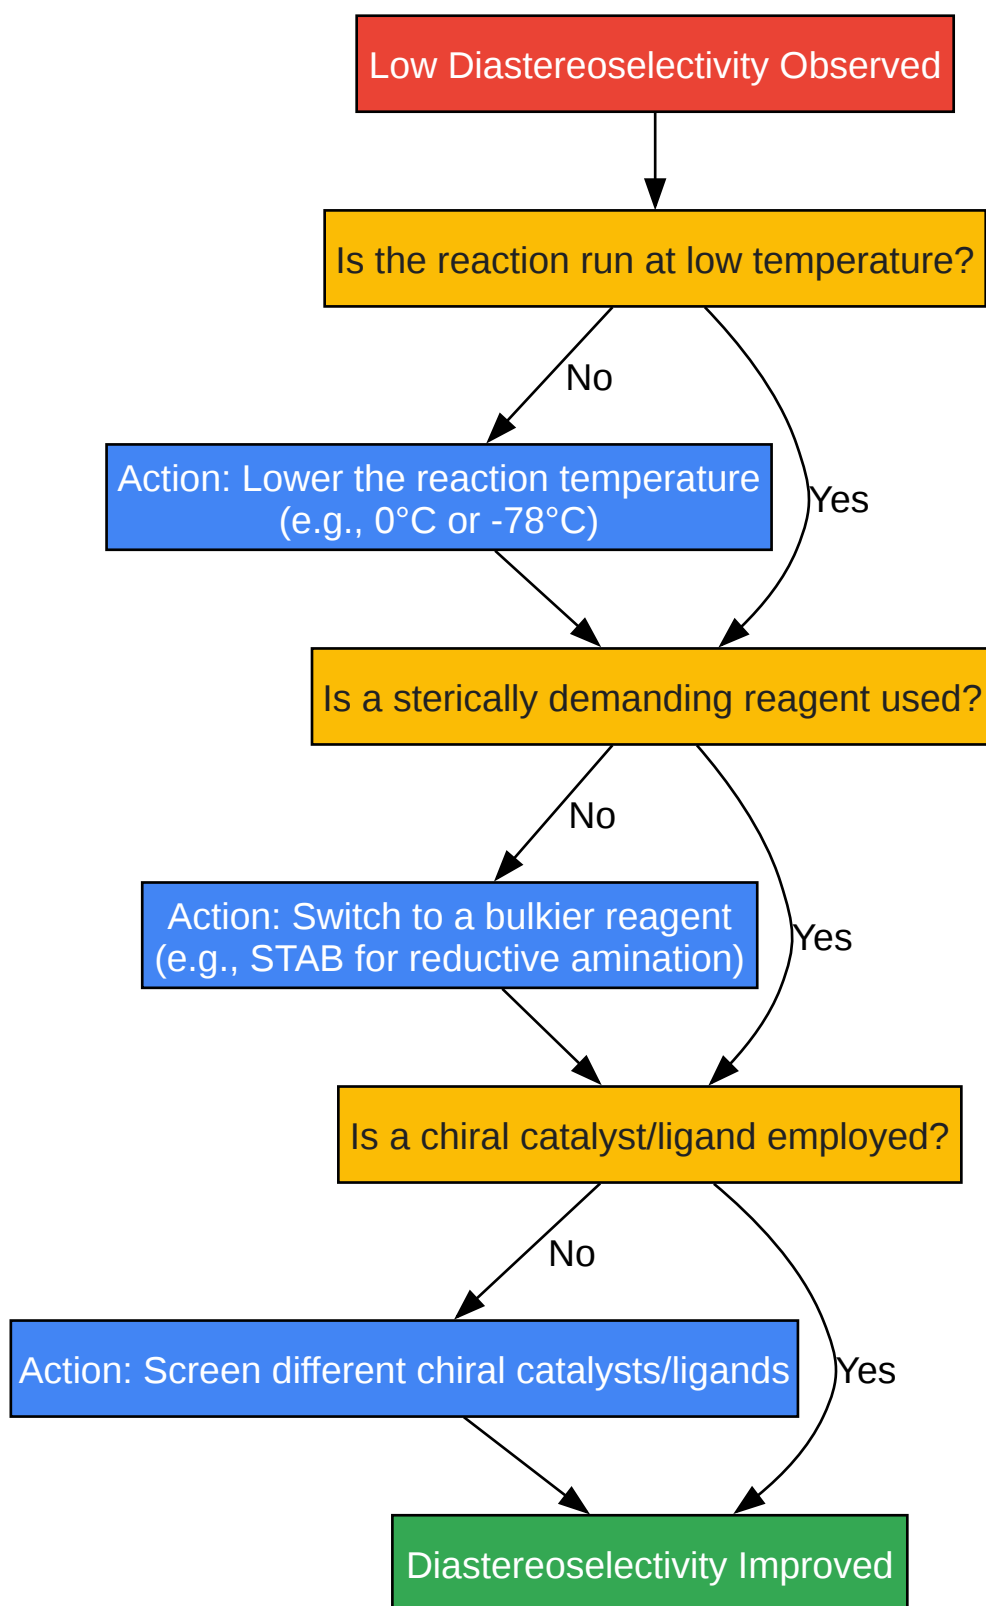 Low Diastereoselectivity Observed
Is the reaction run at low temperature?
No
Action: Lower the reaction temperature
(e.g., 0°C or -78°C)
Yes
Is a sterically demanding reagent used?
No
Action: Switch to a bulkier reagent
(e.g., STAB for reductive amination)
Yes
Is a chiral catalyst/ligand employed?
No
Action: Screen different chiral catalysts/ligands
Yes
Diastereoselectivity Improved